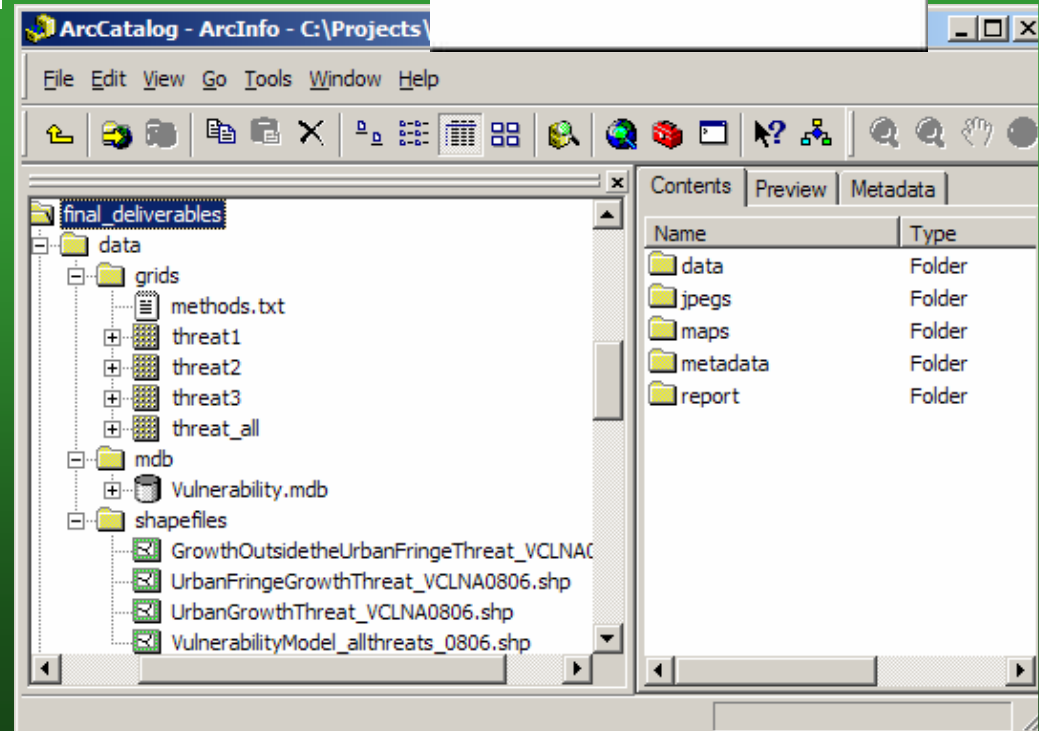 ArcCatalog - ArcInfo - C:\Projects\
File Edit View Go Tools Window Help
final_deliverables
data
grids
methods.txt
threat1
threat2
threat3
threat_all
mdb
Vulnerability.mdb
shapefiles
GrowthOutsidetheUrbanFringeThreat_VCLNA
UrbanFringeGrowthThreat_VCLNA0806.shp
UrbanGrowthThreat_VCLNA0806.shp
VulnerabilityModel_allthreats_0806.shp
Contents Preview Metadata
Name Type
data Folder
jpegs Folder
maps Folder
metadata Folder
report Folder